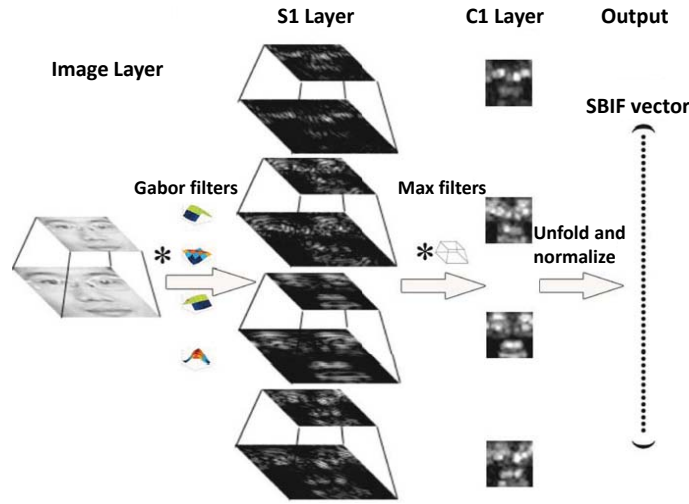 S1 Layer
C1 Layer
Output
Image Layer
SBIF vector
Gabor filters
Max filters
*
*
Unfold and
normalize